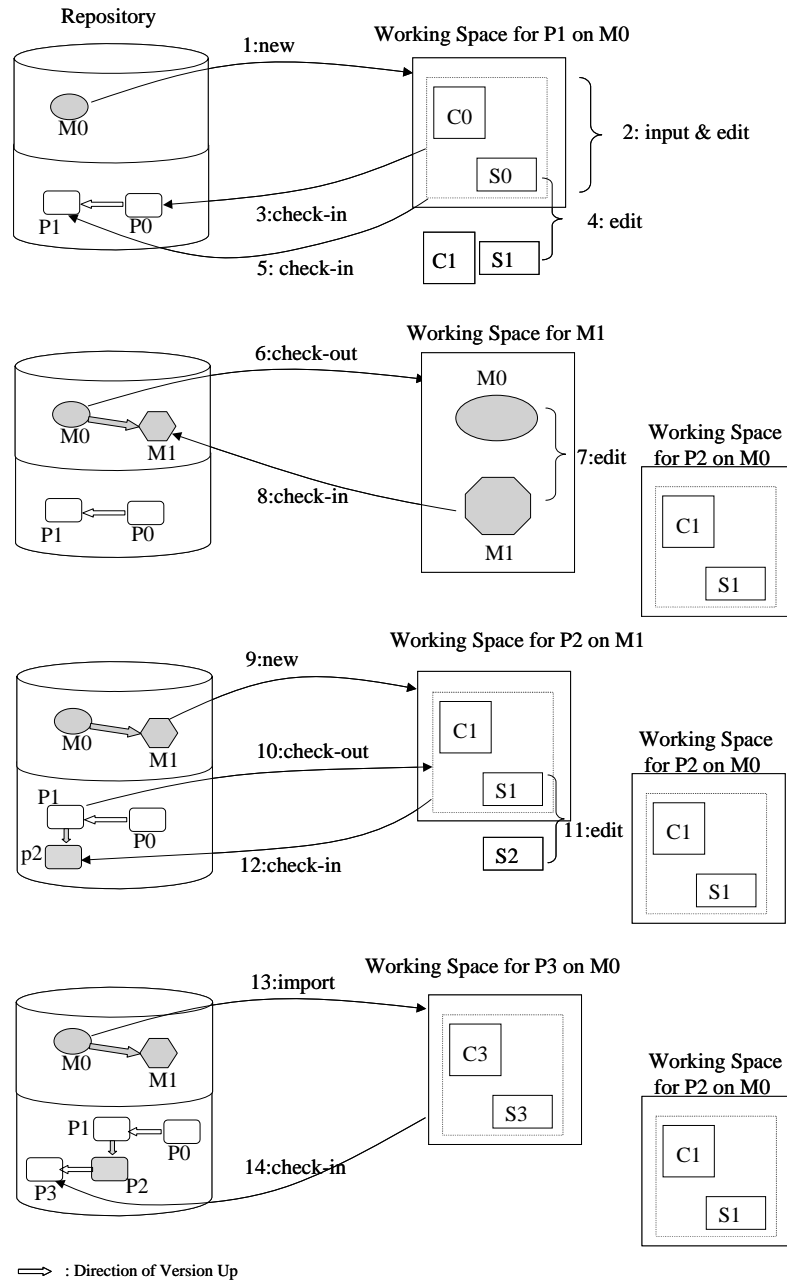 Repository
Working Space for P1 on M0
1:new
M0
C0
S0
2: input & edit
P1
P0
3:check-in
4: edit
5: check-in
C1
S1
Working Space for M1
6:check-out
M0
M0
M1
7:edit
8:check-in
M1
P1
P0
Working Space
for P2 on M0
C1
S1
Working Space for P2 on M1
9:new
M0
M1
C1
10:check-out
P1
P0
S1
p2
12:check-in
S2
11:edit
Working Space
for P2 on M0
C1
S1
Working Space for P3 on M0
13:import
M0
M1
C3
S3
P1
P0
P3
P2
14:check-in
Working Space
for P2 on M0
C1
S1
: Direction of Version Up